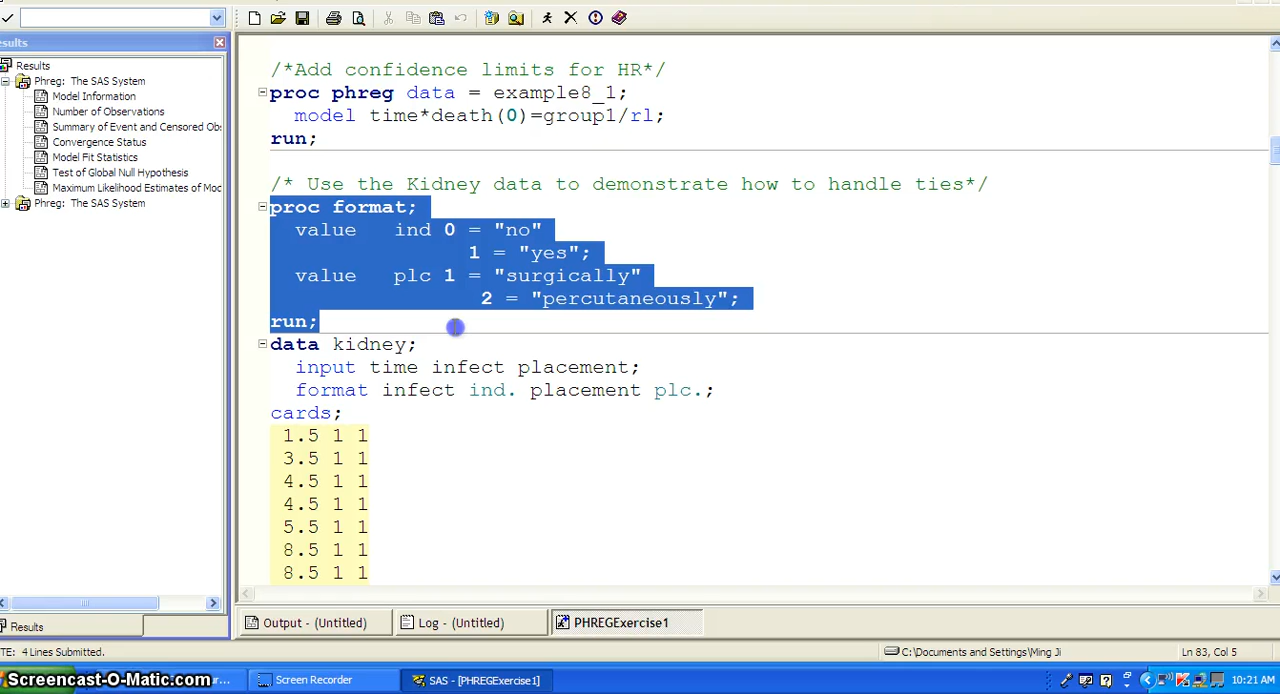 esults
Results
Phreg: The SAS System
Model Information
Number of Observations
Summary of Event and Censored Obs
Convergence Status
Model Fit Statistics
Test of Global Null Hypothesis
Maximum Likelihood Estimates of Moc
Phreg: The SAS System
Results
/*Add confidence limits for HR*/
proc phreg data = example8_1;
model time*death(0)=group1/rl;
run;
/* Use the Kidney data to demonstrate how to handle ties*/
proc format;
value ind 0 = "no"
1 = "yes";
value plc 1 = "surgically"
2 = "percutaneously";
run;
data kidney;
input time infect placement;
format infect ind. placement plc.;
cards;
1.5 1 1
3.5 1 1
4.5 1 1
4.5 1 1
5.5 1 1
8.5 1 1
8.5 1 1
Output - (Untitled) Log - (Untitled) PHREGExercise1
TE: 4 Lines Submitted. C:\Documents and Settings\Ming Ji Ln 83, Col 5
Screencast-O-Matic.com ur... Screen Recorder SAS - [PHREGExercise1] 10:21 AM